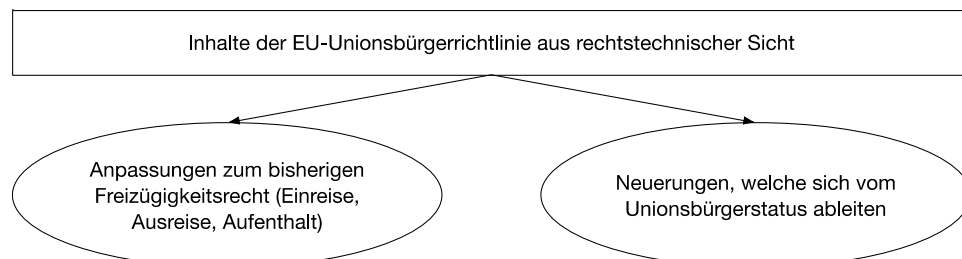 Inhalte der EU-Unionsbürgerrichtlinie aus rechtstechnischer Sicht
Anpassungen zum bisherigen
Freizügigkeitsrecht (Einreise,
Ausreise, Aufenthalt)
Neuerungen, welche sich vom
Unionsbürgerstatus ableiten